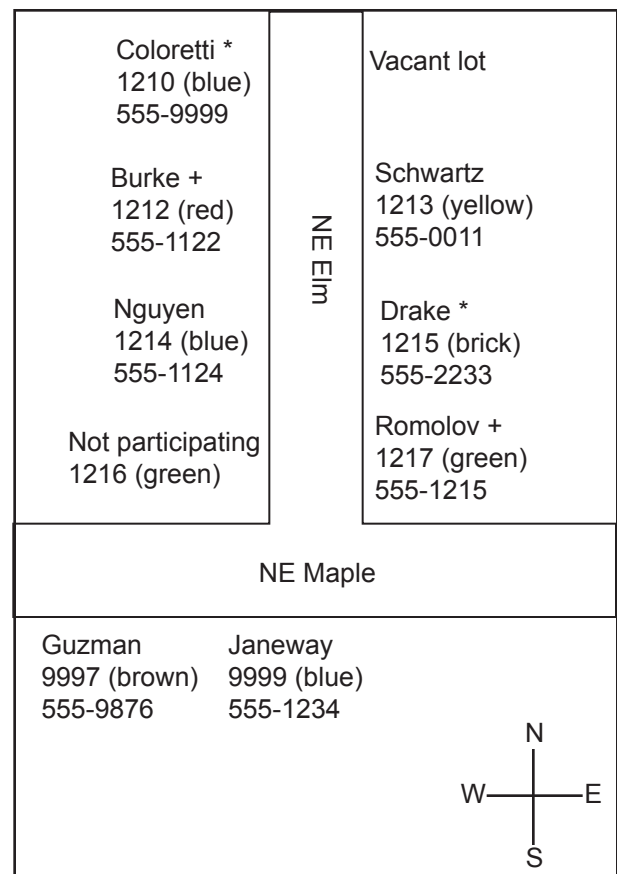 Coloretti *
1210 (blue)
555-9999
Vacant lot
Burke +
1212 (red)
555-1122
Schwartz
1213 (yellow)
555-0011
NE Elm
Nguyen
1214 (blue)
555-1124
Drake *
1215 (brick)
555-2233
Not participating
1216 (green)
Romolov +
1217 (green)
555-1215
NE Maple
Guzman
9997 (brown)
555-9876
Janeway
9999 (blue)
555-1234
N
W
E
S